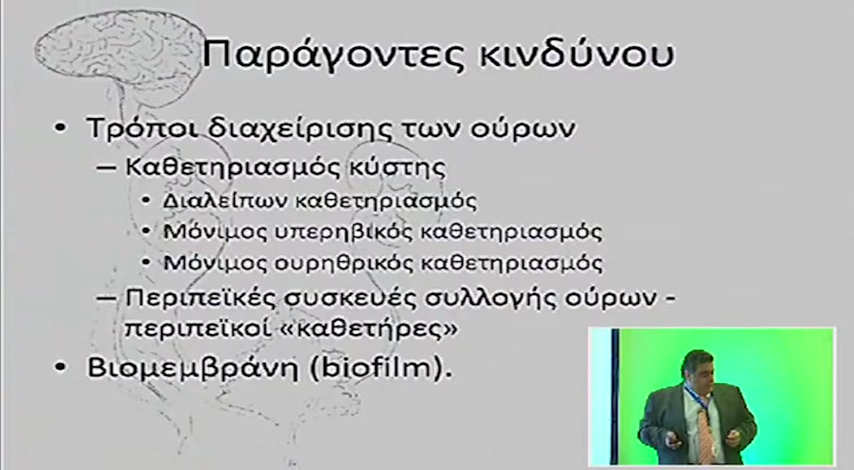 Παράγοντες κινδύνου
• Τρόποι διαχείρισης των ούρων
– Καθετηριασμός κύστης
• Διαλείπων καθετηριασμός
• Μόνιμος υπερηβικός καθετηριασμός
• Μόνιμος ουρηθρικός καθετηριασμός
– Περιπεϊκές συσκευές συλλογής ούρων -
περιπεϊκοί «καθετήρες»
• Βιομεμβράνη (biofilm).